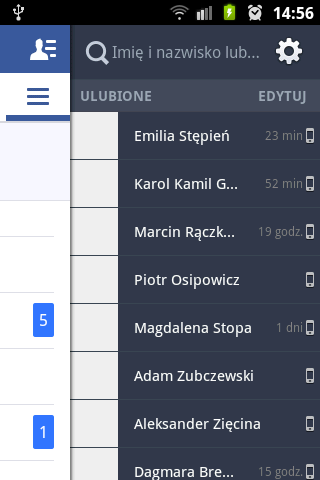 14:56
Imię i nazwisko lub...
ULUBIONE EDYTUJ
Emilia Stępień 23 min
Karol Kamil G... 52 min
Marcin Rączk... 19 godz.
Piotr Osipowicz
5
Magdalena Stopa 1 dni
Adam Zubczewski
1
Aleksander Zięcina
Dagmara Bre... 15 godz.